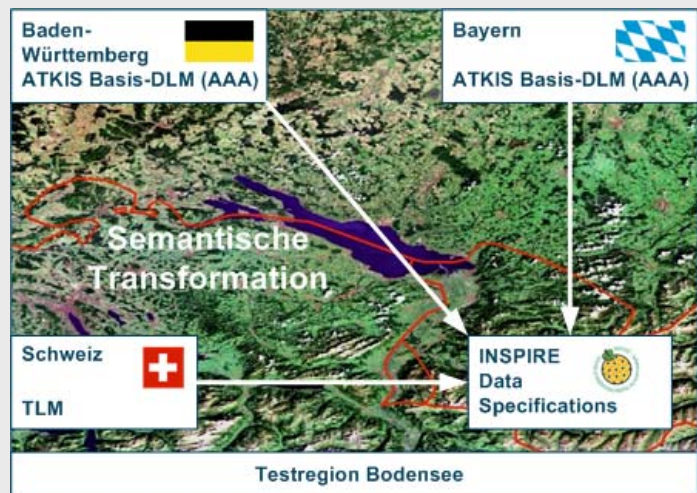 Baden-
Württemberg
ATKIS Basis-DLM (AAA)
Bayern
ATKIS Basis-DLM (AAA)
Semantische
Transformation
Schweiz
TLM
INSPIRE
Data
Specifications
Testregion Bodensee